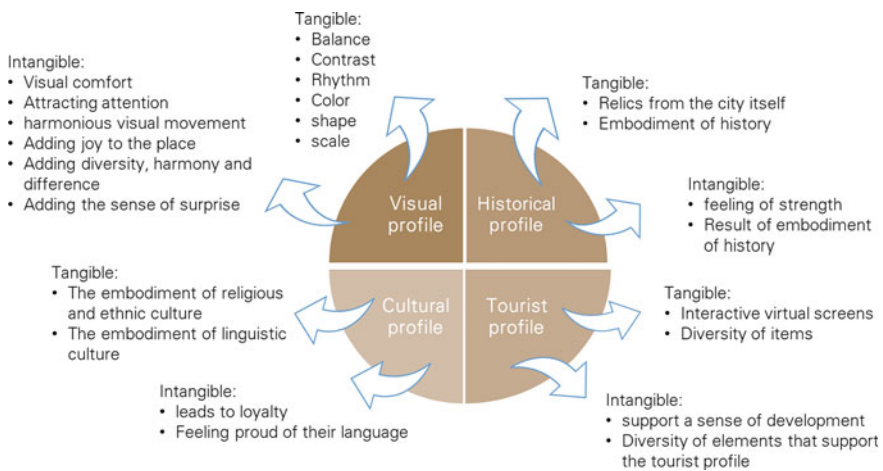 Tangible:
• Balance
• Contrast
• Rhythm
• Color
• shape
• scale
Intangible:
• Visual comfort
• Attracting attention
• harmonious visual movement
• Adding joy to the place
• Adding diversity, harmony and
difference
• Adding the sense of surprise
Tangible:
• Relics from the city itself
• Embodiment of history
Intangible:
• feeling of strength
• Result of embodiment
of history
Visual
profile
Historical
profile
Cultural
profile
Tourist
profile
Tangible:
• The embodiment of religious
and ethnic culture
• The embodiment of linguistic
culture
Intangible:
• leads to loyalty
• Feeling proud of their language
Tangible:
• Interactive virtual screens
• Diversity of items
Intangible:
• support a sense of development
• Diversity of elements that support
the tourist profile